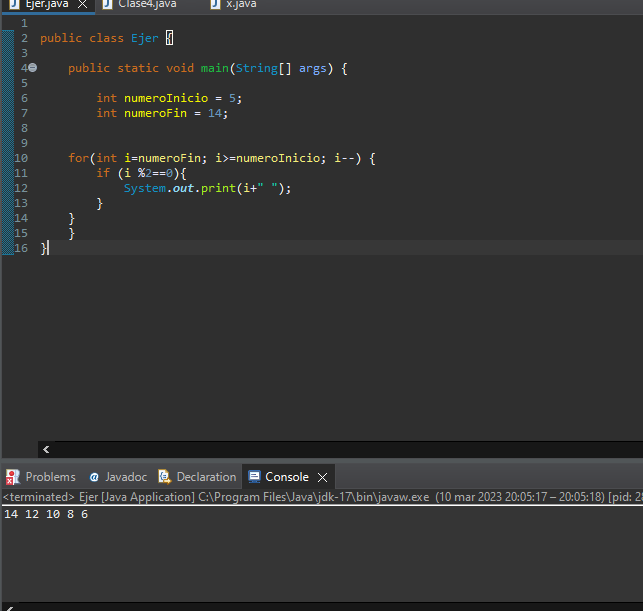 Ejer.java Clase4.java x.java
1
2 public class Ejer {
3
4 public static void main(String[] args) {
5
6 int numeroInicio = 5;
7 int numeroFin = 14;
8
9
10 for(int i=numeroFin; i>=numeroInicio; i--) {
11 if (i %2==0){
12 System.out.print(i+" ");
13 }
14 }
15 }
16 }
Problems @ Javadoc Declaration Console
<terminated> Ejer [Java Application] C:\Program Files\Java\jdk-17\bin\javaw.exe (10 mar 2023 20:05:17 – 20:05:18) [pid: 28
14 12 10 8 6